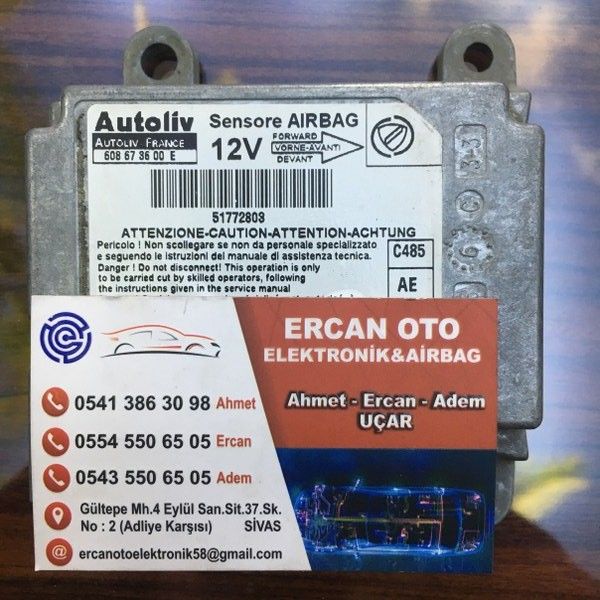 Autoliv
AUTOLIV FRANCE
608 67 36 00 E
Sensore AIRBAG
12V
FORWARD
VORNE-AVANTI
DEVANT
51772803
ATTENZIONE-CAUTION-ATTENTION-ACHTUNG
Pericolo ! Non scollegare se non da personale specializzato
e seguendo le istruzioni del manuale di assistenza tecnica.
Danger ! Do not disconnect! This operation is only
to be carried out by skilled operators, following
the instructions given in the service manual
C485
AE
ERCAN OTO
ELEKTRONİK&AİRBAG
Ahmet - Ercan - Adem
UÇAR
0541 386 30 98 Ahmet
0554 550 65 05 Ercan
0543 550 65 05 Adem
Gültepe Mh.4 Eylül San.Sit.37.Sk.
No : 2 (Adliye Karşısı) SİVAS
ercanotoelektronik58@gmail.com